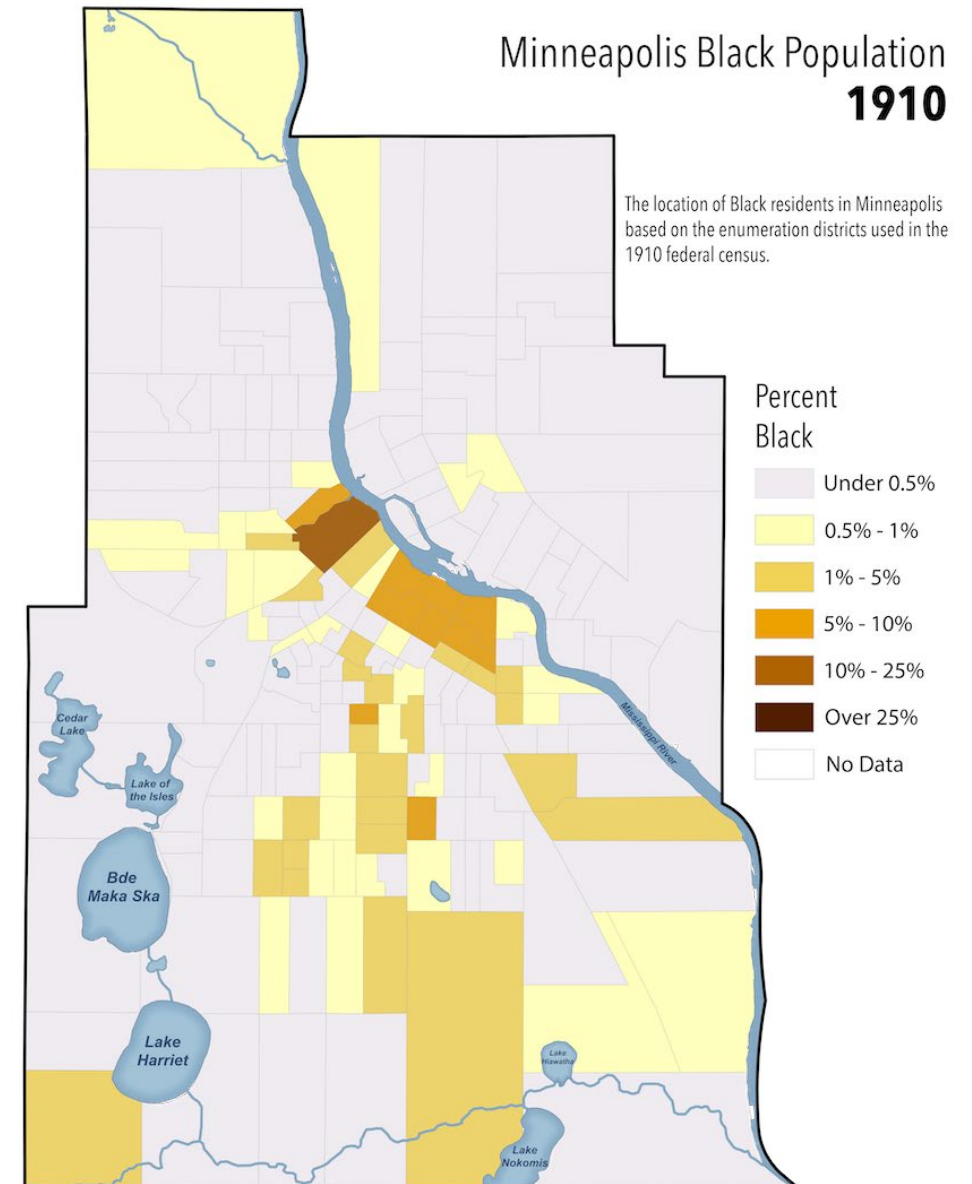 Minneapolis Black Population
1910
The location of Black residents in Minneapolis
based on the enumeration districts used in the
1910 federal census.
Percent
Black
Under 0.5%
0.5% - 1%
1% - 5%
5% - 10%
10% - 25%
Over 25%
No Data
Mississippi River
Cedar
Lake
Lake of
the Isles
Bde
Maka Ska
Lake
Harriet
Lake
Hiawatha
Lake
Nokomis